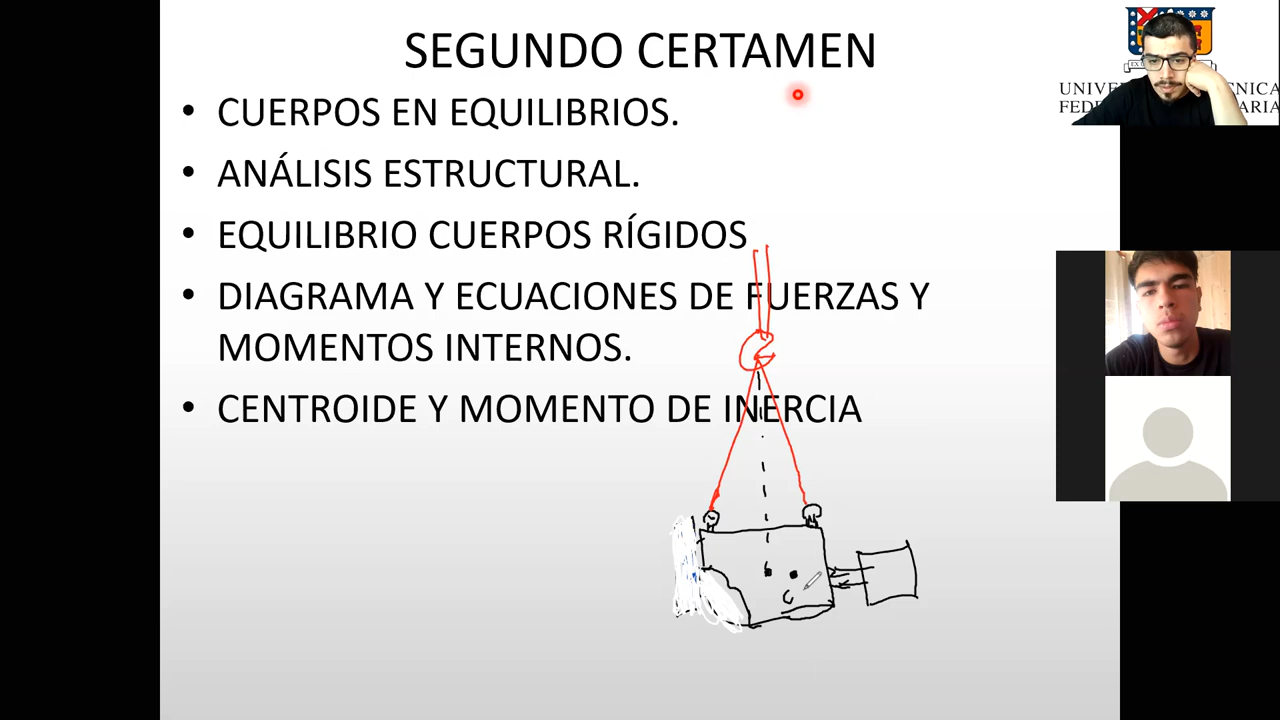 SEGUNDO CERTAMEN
• CUERPOS EN EQUILIBRIOS.
• ANÁLISIS ESTRUCTURAL.
• EQUILIBRIO CUERPOS RÍGIDOS
• DIAGRAMA Y ECUACIONES DE FUERZAS Y
MOMENTOS INTERNOS.
• CENTROIDE Y MOMENTO DE INERCIA
G